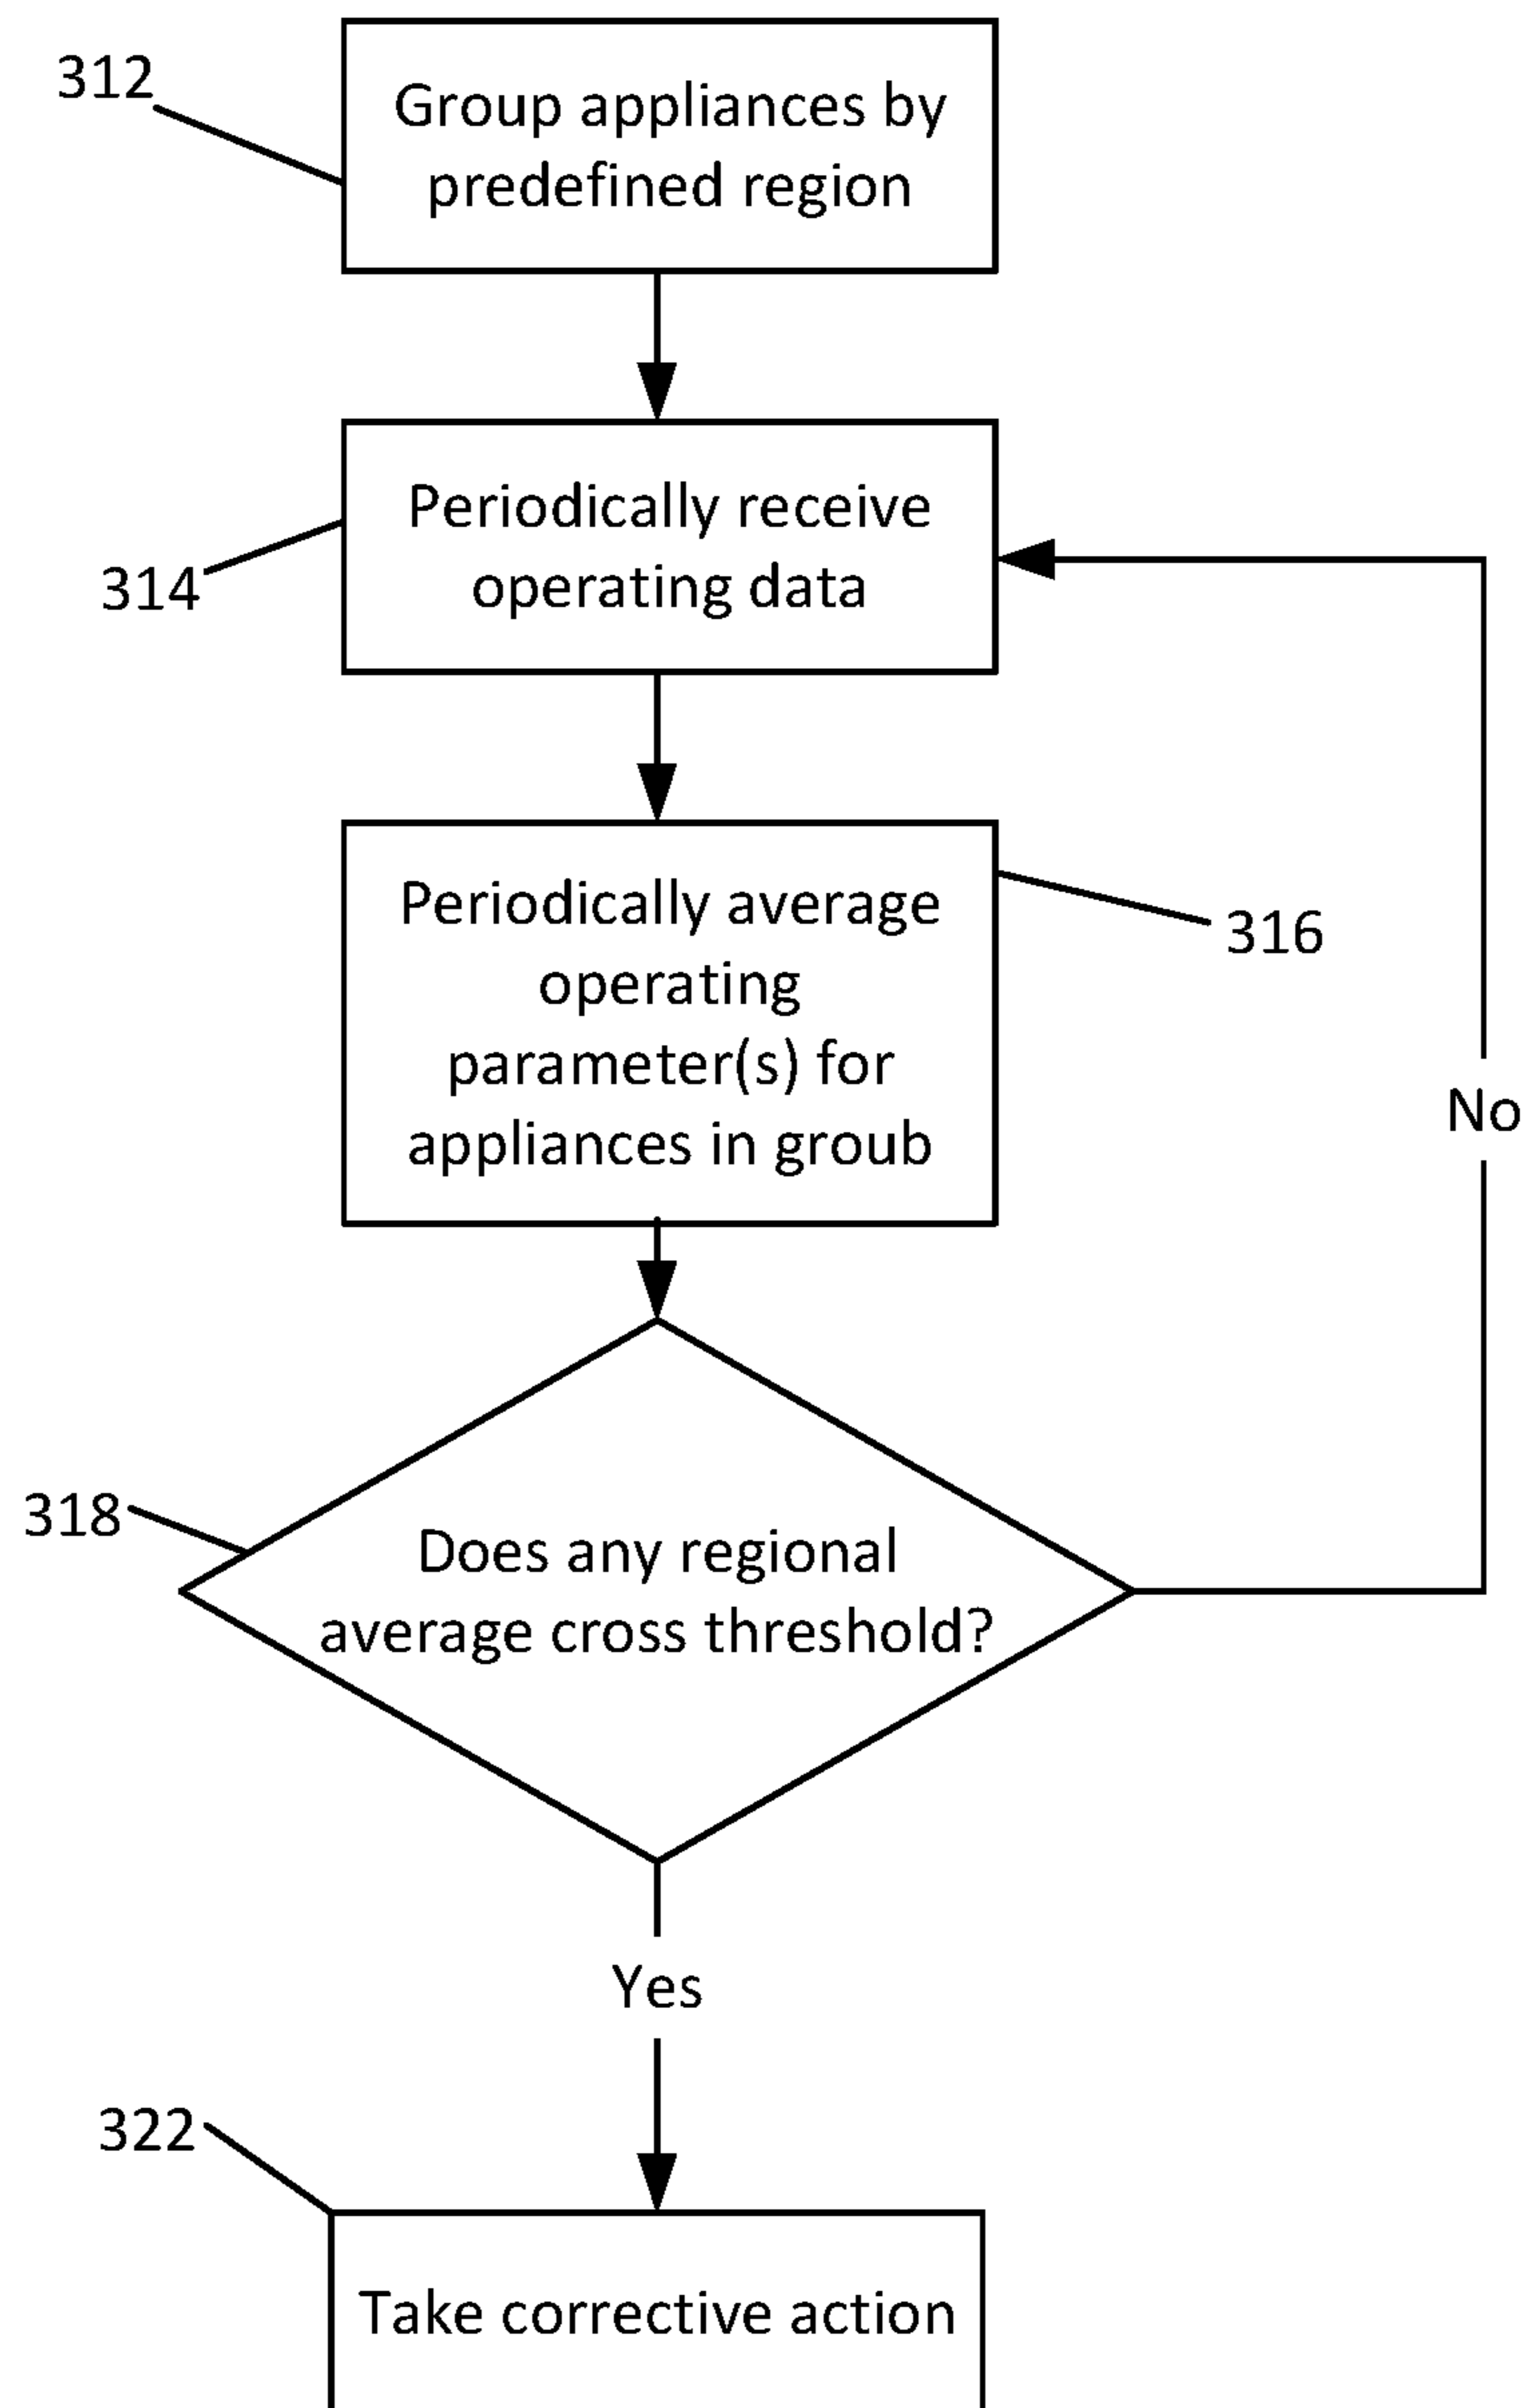 312
Group appliances by
predefined region
Periodically receive
operating data
314
Periodically average
operating
parameter(s) for
appliances in groub
316
No
318
Does any regional
average cross threshold?
Yes
322
Take corrective action